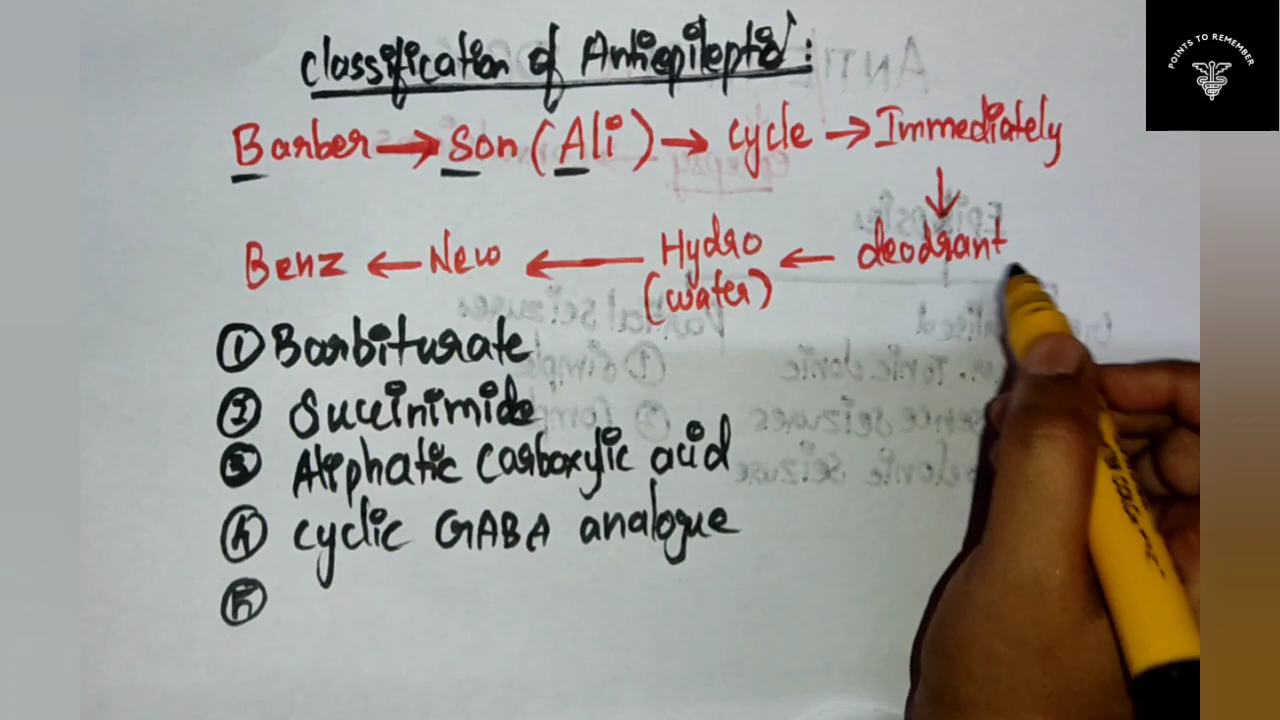 POINTS TO REMEMBER
Classification of Antiepileptic :
Barber → Son (Ali) → cycle → Immediately
↓
Benz ← New ← Hydro ← deodrant
(water)
① Barbiturate
② Succinimide
③ Aliphatic Carboxylic acid
④ Cyclic GABA analogue
⑤